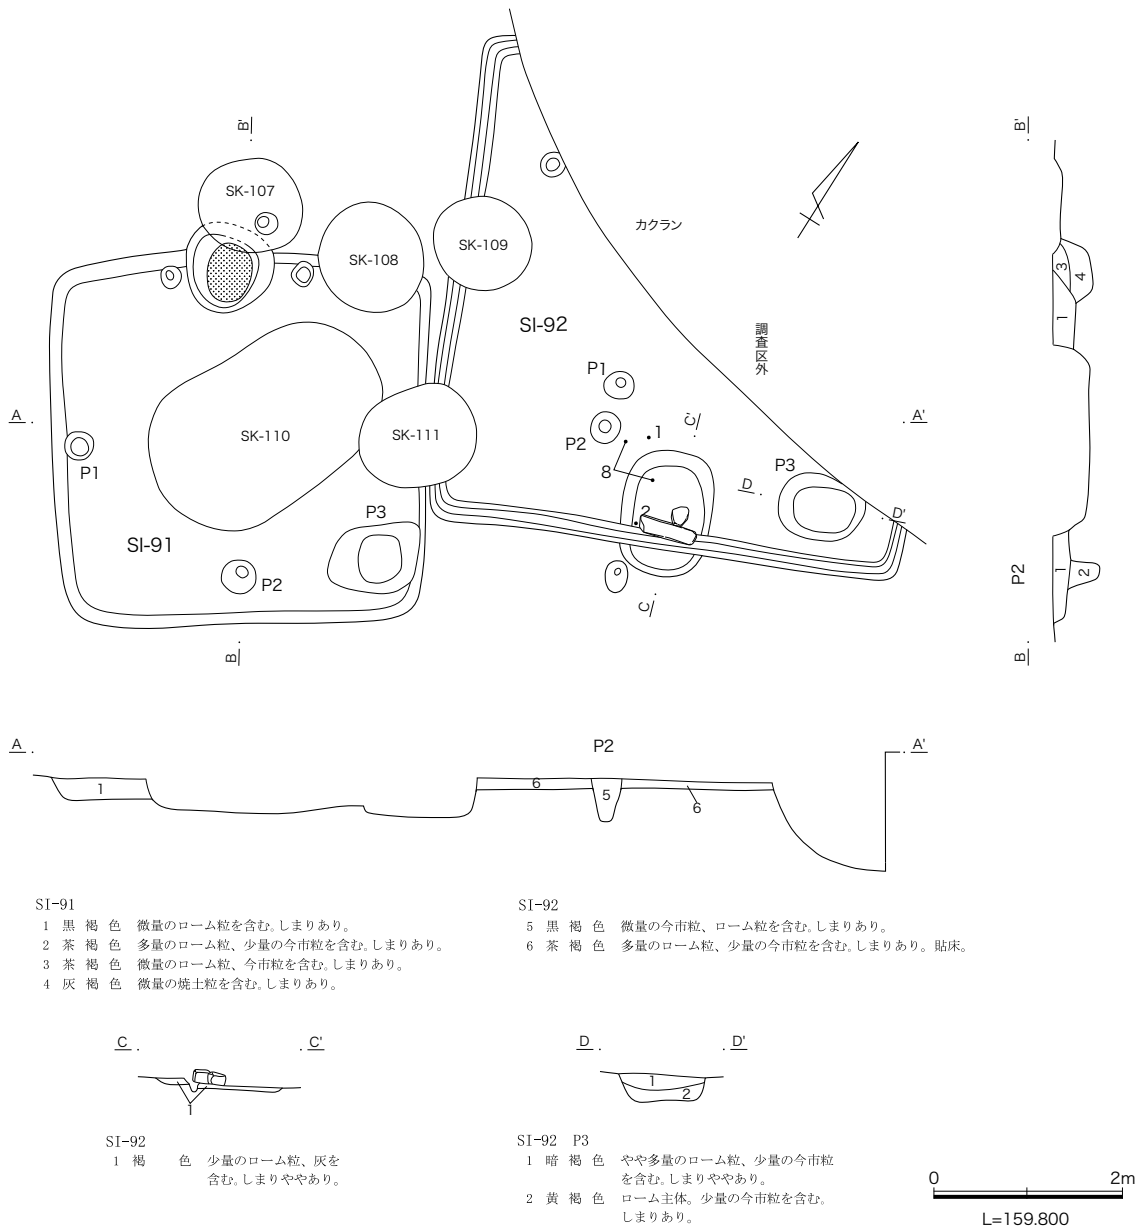 B'
B'
SK-107
カクラン
SK-108
SK-109
3
4
1
SI-92
調査区外
P1
A
C'
A'
P2
1
SK-110
SK-111
P1
8
P3
D
P3
2
D'
SI-91
P2
P2
1
2
C
B
B
A
P2
A'
1
6
5
6
SI-91
1 黒褐色 微量のローム粒を含む。しまりあり。
2 茶褐色 多量のローム粒、少量の今市粒を含む。しまりあり。
3 茶褐色 微量のローム粒、今市粒を含む。しまりあり。
4 灰褐色 微量の焼土粒を含む。しまりあり。
SI-92
5 黒褐色 微量の今市粒、ローム粒を含む。しまりあり。
6 茶褐色 多量のローム粒、少量の今市粒を含む。しまりあり。貼床。
C
C'
1
D
D'
1
2
SI-92
1 褐色 少量のローム粒、灰を
含む。しまりややあり。
SI-92 P3
1 暗褐色 やや多量のローム粒、少量の今市粒
を含む。しまりややあり。
2 黄褐色 ローム主体。少量の今市粒を含む。
しまりあり。
0
2m
L=159.800